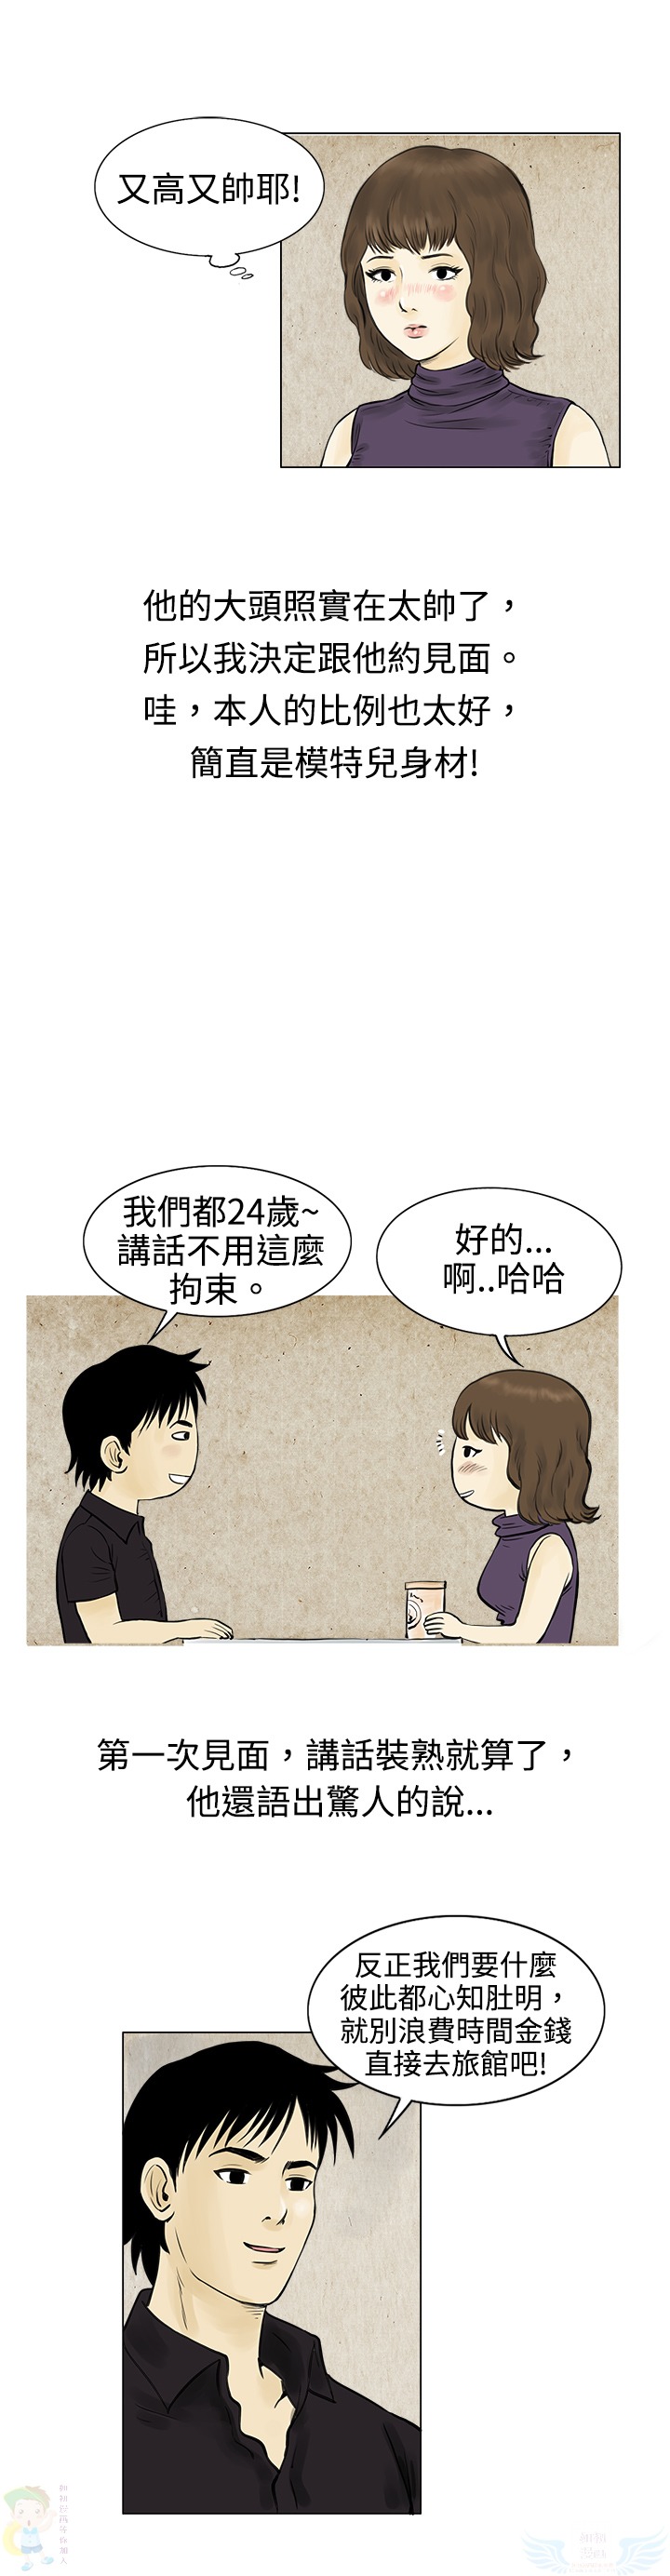 又高又帥耶!
他的大頭照實在太帥了，
所以我決定跟他約見面。
哇，本人的比例也太好，
簡直是模特兒身材!
我們都24歲~
講話不用這麼
拘束。
好的...
啊..哈哈
第一次見面，講話裝熟就算了，
他還語出驚人的說...
反正我們要什麼
彼此都心知肚明，
就別浪費時間金錢
直接去旅館吧!